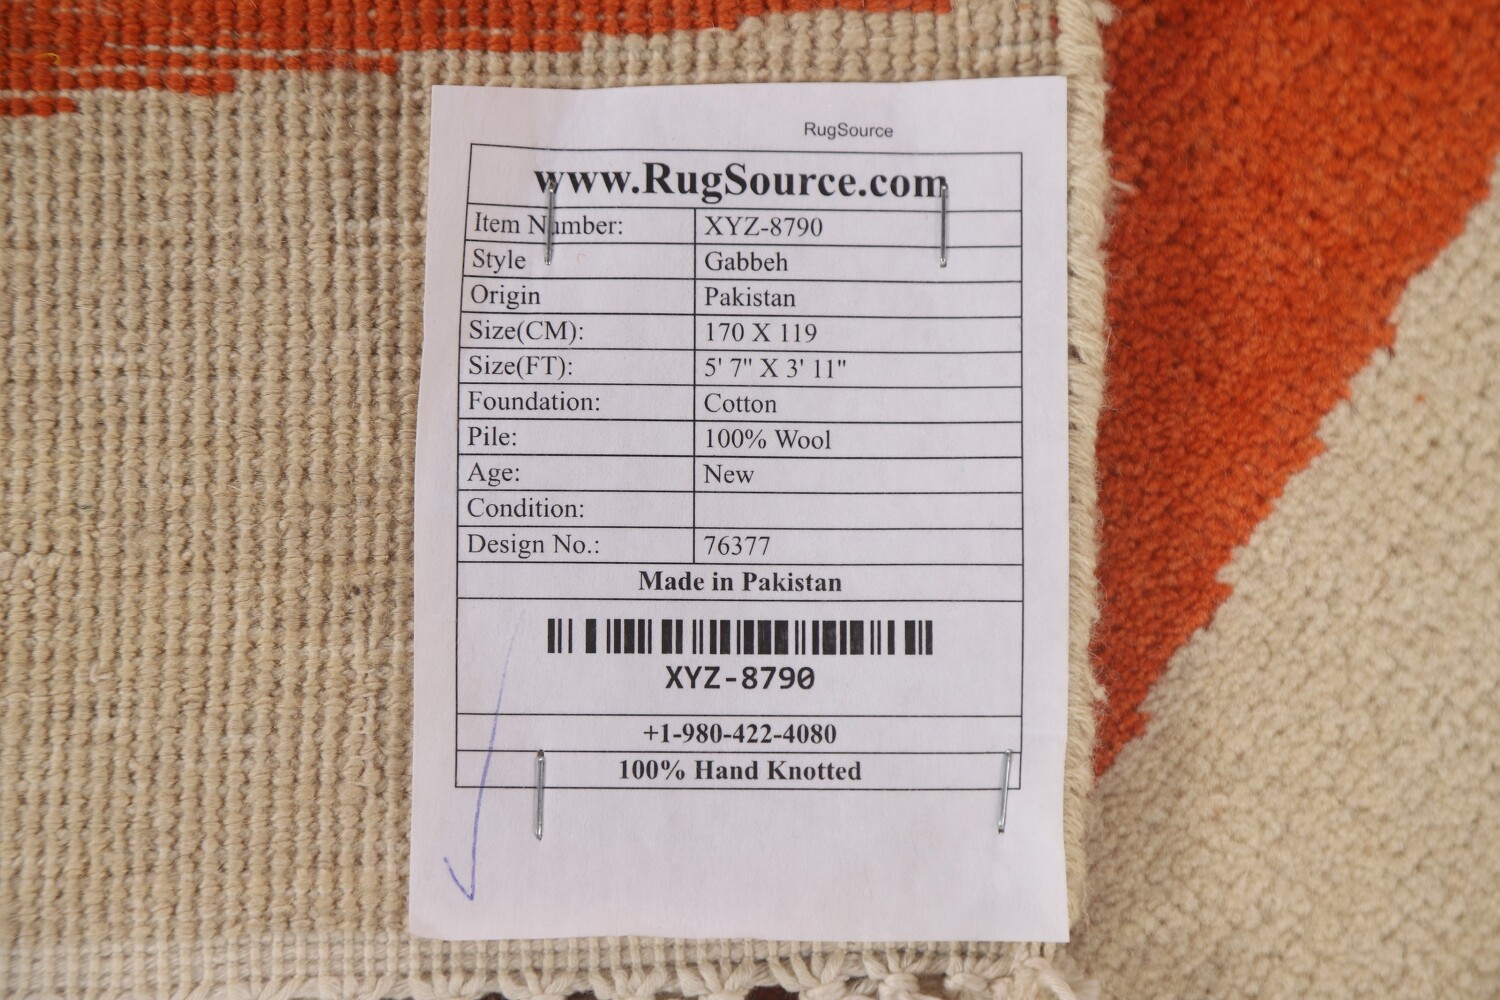 RugSource
www.RugSource.com
Item Number: XYZ-8790
Style Gabbeh
Origin Pakistan
Size(CM): 170 X 119
Size(FT): 5' 7" X 3' 11"
Foundation: Cotton
Pile: 100% Wool
Age: New
Condition:
Design No.: 76377
Made in Pakistan
XYZ-8790
+1-980-422-4080
100% Hand Knotted